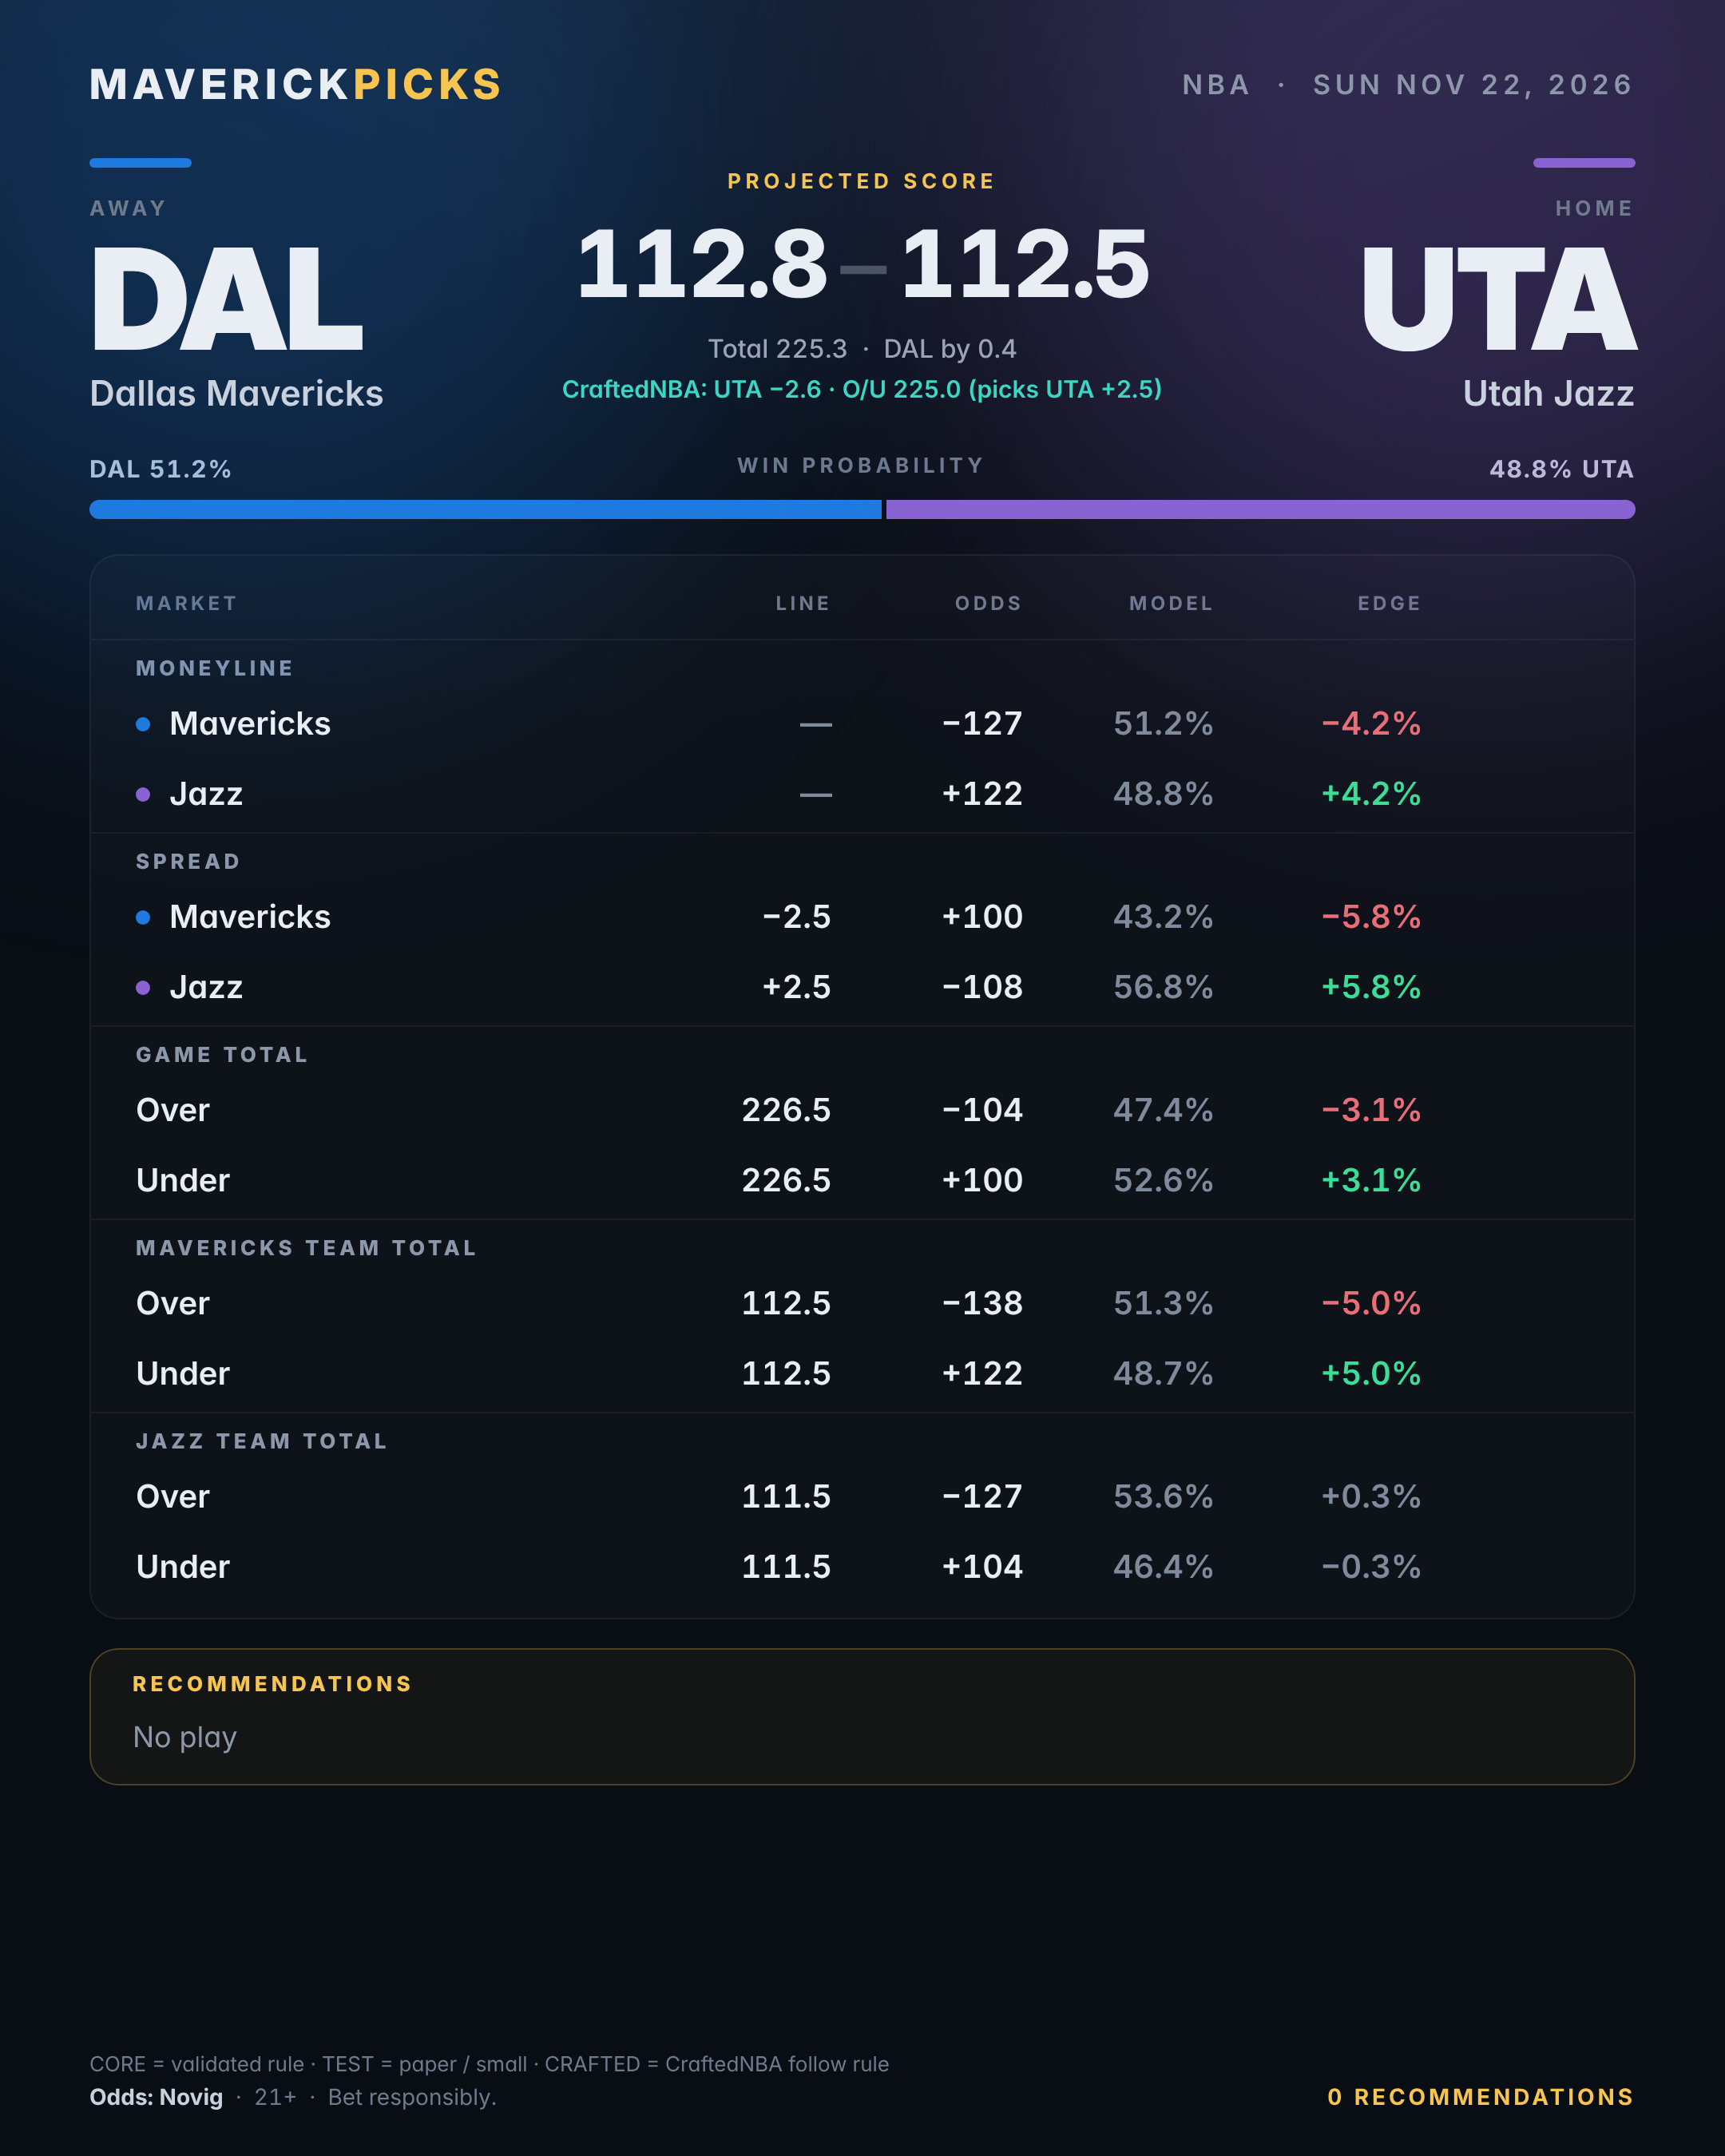 MAVERICKPICKS
NBA · SUN NOV 22, 2026
AWAY
DAL
Dallas Mavericks
PROJECTED SCORE
112.8–112.5
Total 225.3 · DAL by 0.4
CraftedNBA: UTA −2.6 · O/U 225.0 (picks UTA +2.5)
HOME
UTA
Utah Jazz
DAL 51.2%
WIN PROBABILITY
48.8% UTA
MARKET LINE ODDS MODEL EDGE
MONEYLINE
Mavericks — −127 51.2% −4.2%
Jazz — +122 48.8% +4.2%
SPREAD
Mavericks −2.5 +100 43.2% −5.8%
Jazz +2.5 −108 56.8% +5.8%
GAME TOTAL
Over 226.5 −104 47.4% −3.1%
Under 226.5 +100 52.6% +3.1%
MAVERICKS TEAM TOTAL
Over 112.5 −138 51.3% −5.0%
Under 112.5 +122 48.7% +5.0%
JAZZ TEAM TOTAL
Over 111.5 −127 53.6% +0.3%
Under 111.5 +104 46.4% −0.3%
RECOMMENDATIONS
No play
CORE = validated rule · TEST = paper / small · CRAFTED = CraftedNBA follow rule
Odds: Novig · 21+ · Bet responsibly.
0 RECOMMENDATIONS